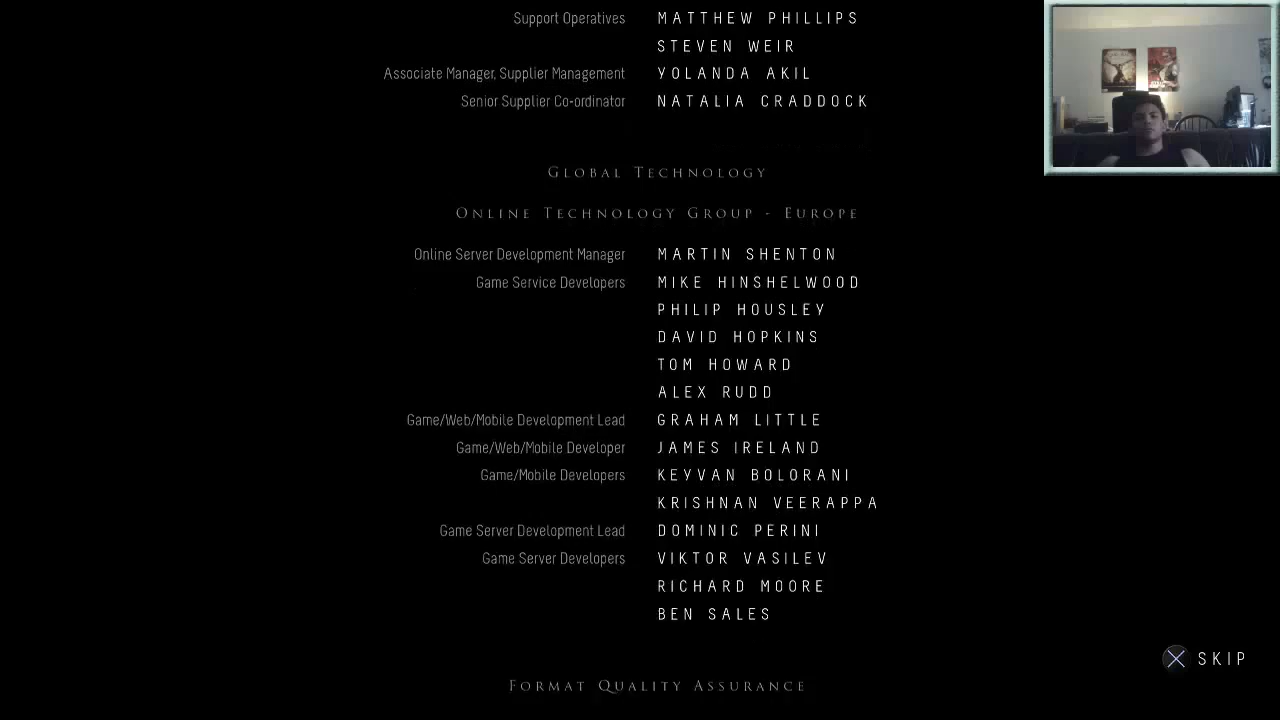 Support Operatives MATTHEW PHILLIPS
STEVEN WEIR
Associate Manager, Supplier Management YOLANDA AKIL
Senior Supplier Co-ordinator NATALIA CRADDOCK
GLOBAL TECHNOLOGY
ONLINE TECHNOLOGY GROUP - EUROPE
Online Server Development Manager MARTIN SHENTON
Game Service Developers MIKE HINSHELWOOD
PHILIP HOUSLEY
DAVID HOPKINS
TOM HOWARD
ALEX RUDD
Game/Web/Mobile Development Lead GRAHAM LITTLE
Game/Web/Mobile Developer JAMES IRELAND
Game/Mobile Developers KEYVAN BOLORANI
KRISHNAN VEERAPPA
Game Server Development Lead DOMINIC PERINI
Game Server Developers VIKTOR VASILEV
RICHARD MOORE
BEN SALES
SKIP
FORMAT QUALITY ASSURANCE